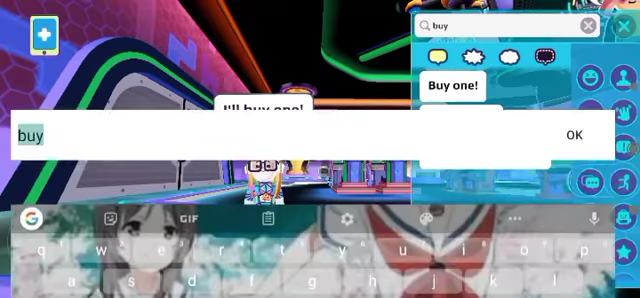 buy
Buy one!
I'll buy one!
buy
OK
GIF
q w e r t y u i o p
a s d f g h j k l